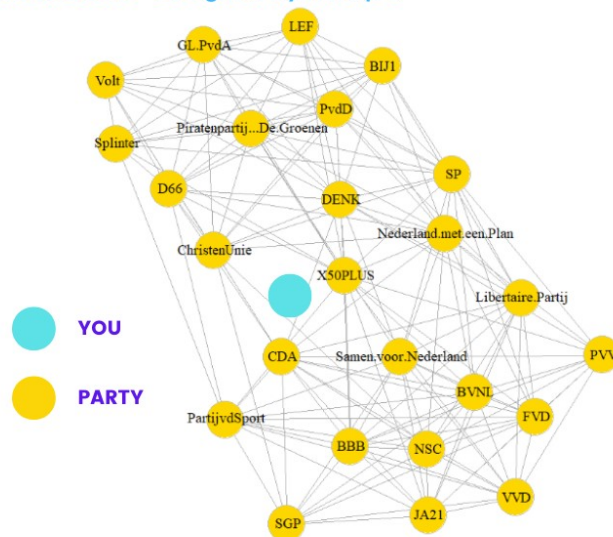 LEF
GL.PvdA
BIJ1
Volt
PvdD
Piratenpartij...De.Groenen
Splinter
SP
D66
DENK
Nederland.met.een.Plan
ChristenUnie
X50PLUS
Libertaire.Partij
YOU
CDA
Samen.voor.Nederland
PVV
PARTY
BVNL
PartijvdSport
FVD
BBB
NSC
VVD
JA21
SGP